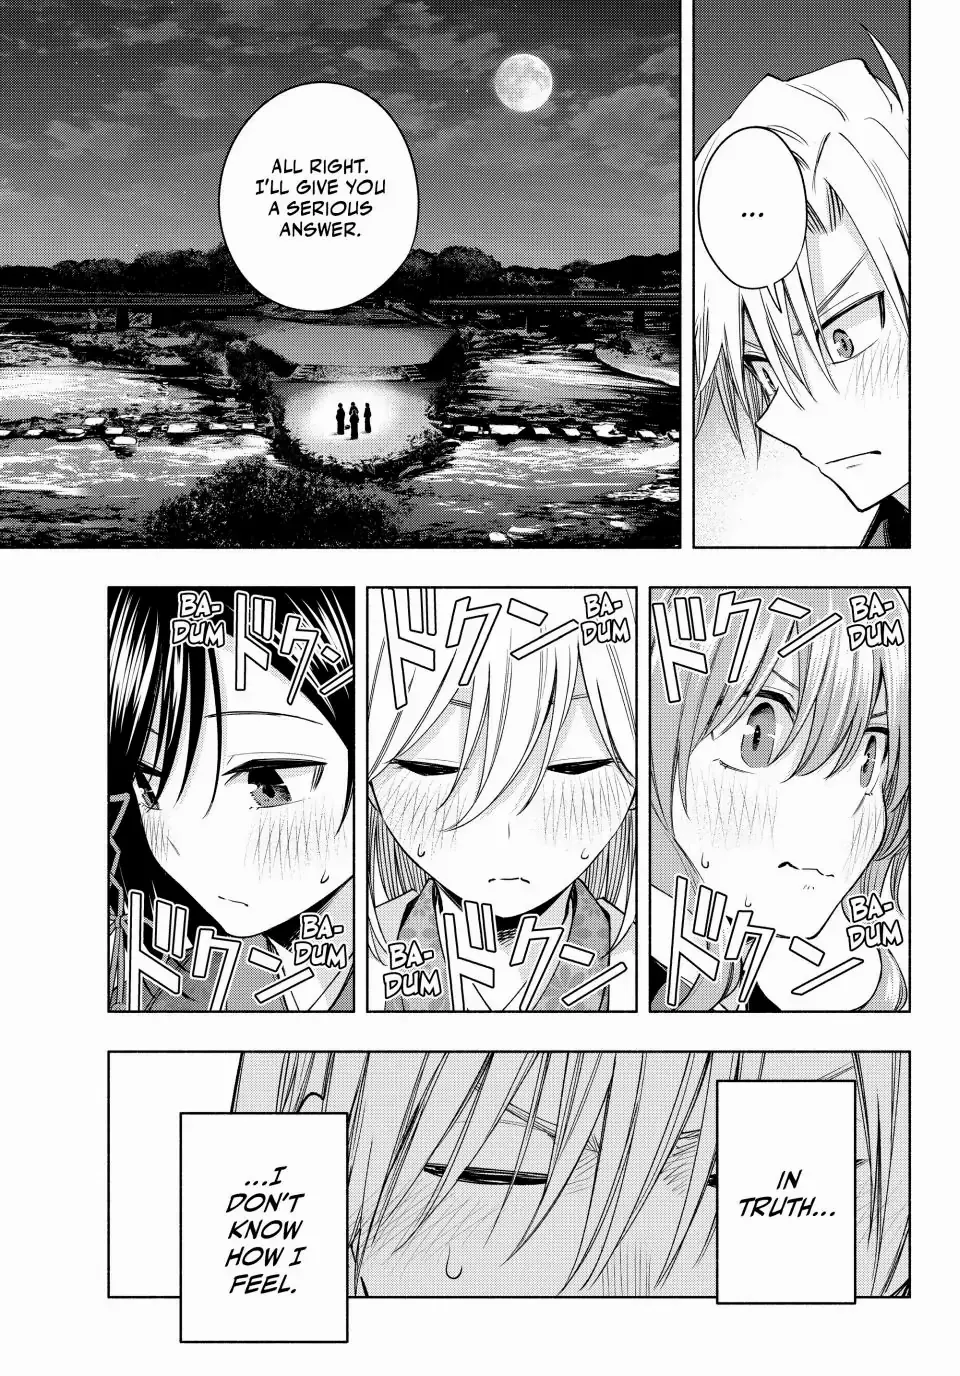 ...
ALL RIGHT.
I'LL GIVE YOU
A SERIOUS
ANSWER.
BA-
DUM
ドクン
BA-
DUM
ドクン
BA-
DUM
ドクン
BA-
DUM
ドクン
BA-
DUM
ドクン
BA-
DUM
ドクン
IN
TRUTH...
...I
DON'T
KNOW
HOW I
FEEL.